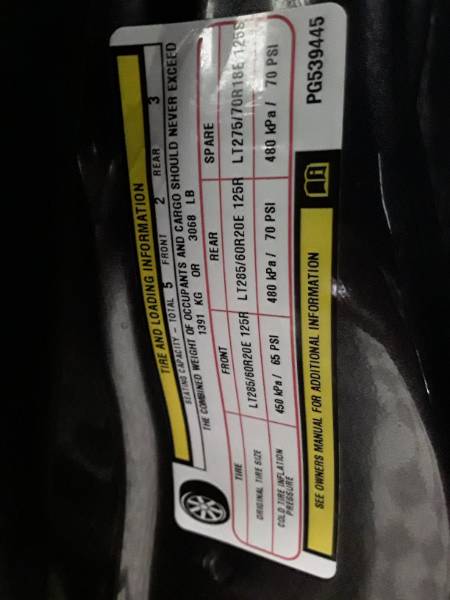 TIRE AND LOADING INFORMATION
SEATING CAPACITY - TOTAL 5 FRONT 2 REAR 3
THE COMBINED WEIGHT OF OCCUPANTS AND CARGO SHOULD NEVER EXCEED
1391 KG OR 3068 LB
TIRE FRONT REAR SPARE
ORIGINAL TIRE SIZE LT285/60R20E 125R LT285/60R20E 125R LT275/70R18E 125S
COLD TIRE INFLATION PRESSURE 450 kPa / 65 PSI 480 kPa / 70 PSI 480 kPa / 70 PSI
SEE OWNERS MANUAL FOR ADDITIONAL INFORMATION
PG539445